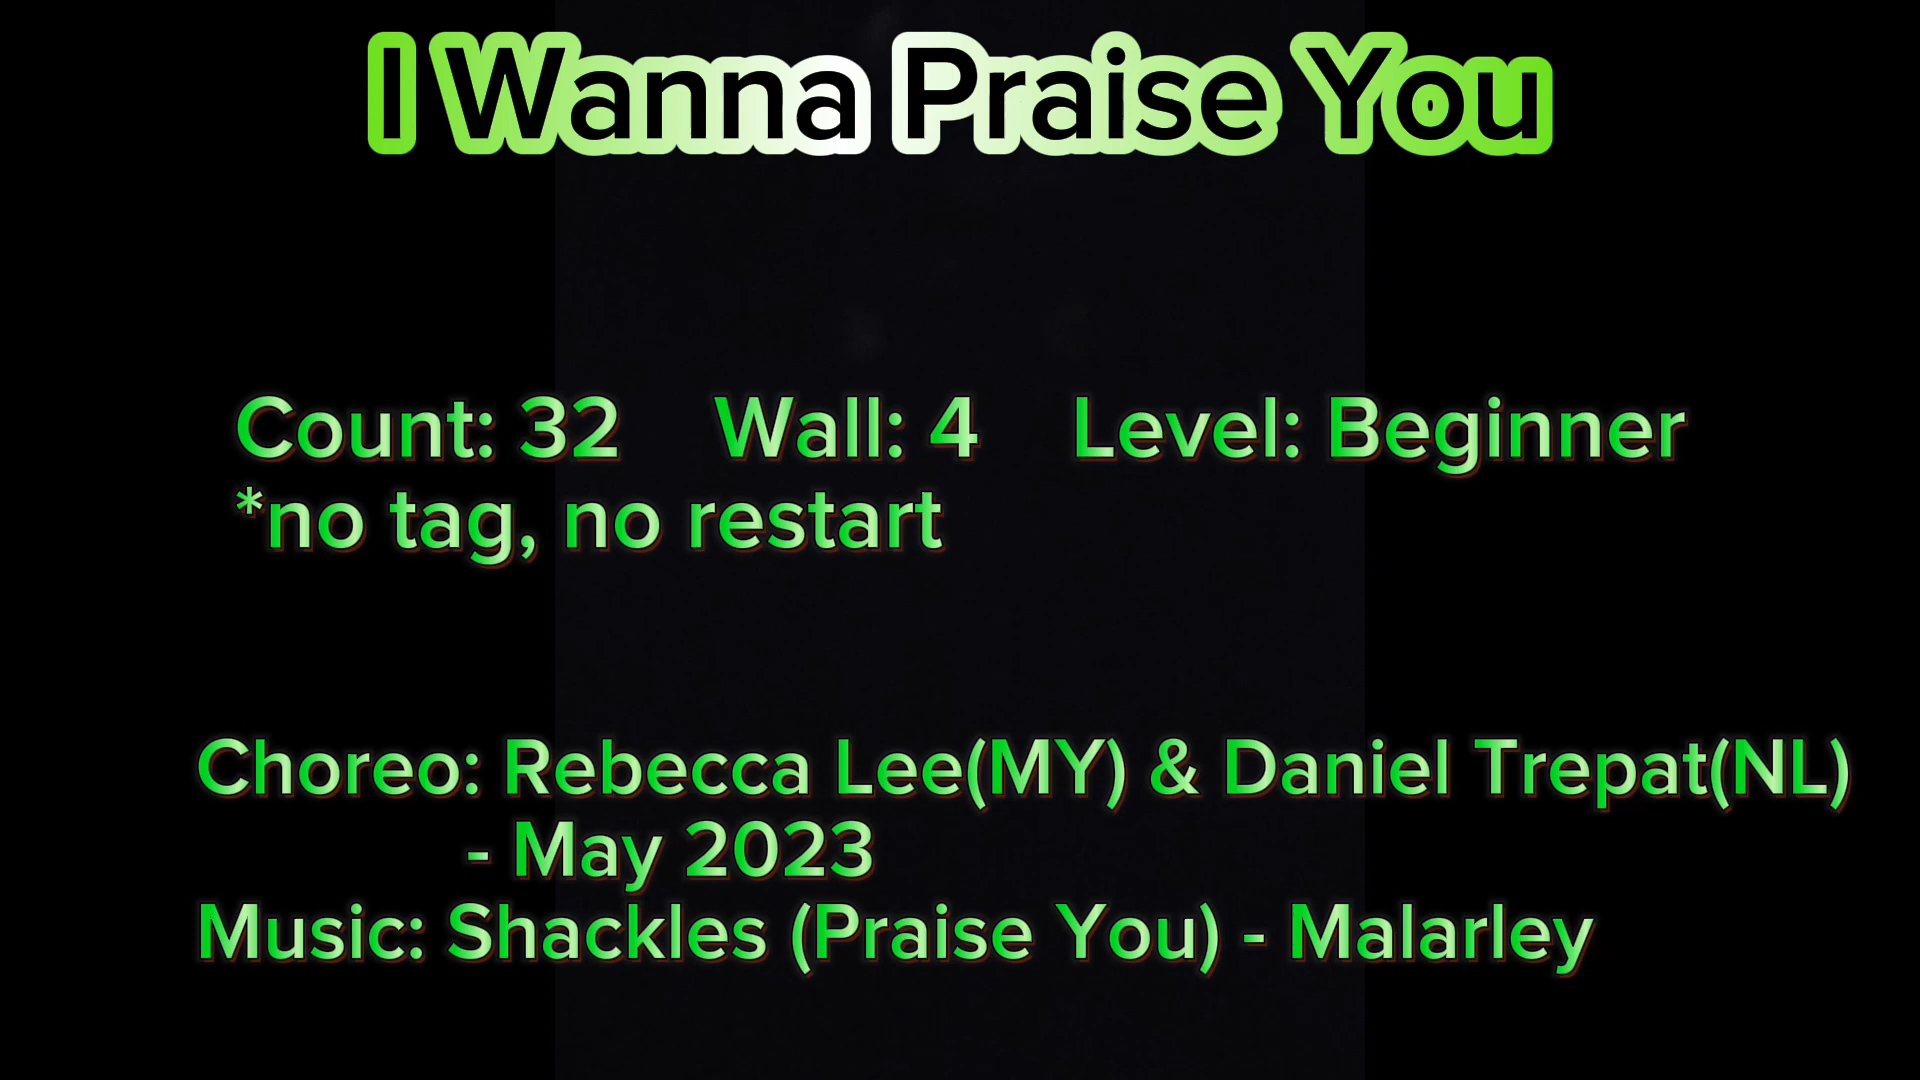 I Wanna Praise You
Count: 32 Wall: 4 Level: Beginner
*no tag, no restart
Choreo: Rebecca Lee(MY) & Daniel Trepat(NL)
- May 2023
Music: Shackles (Praise You) - Malarley